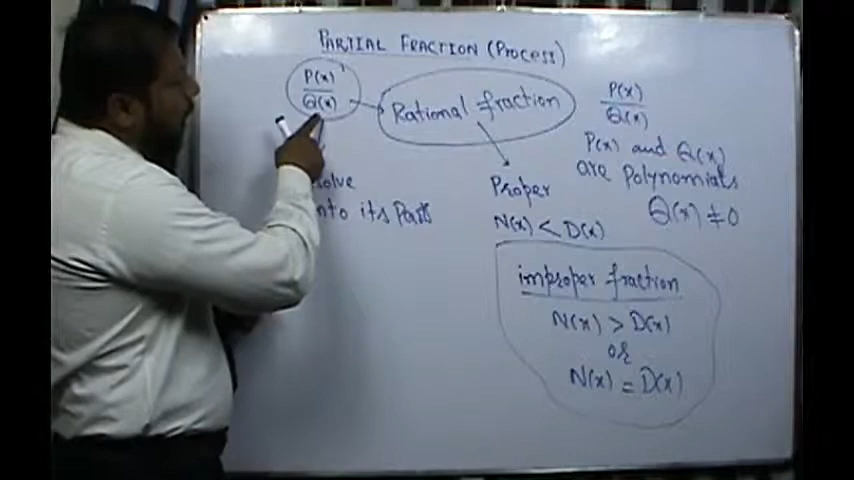 PARTIAL FRACTION (Process)
P(x)
Q(x)
Rational fraction
P(x)
Q(x)
P(x) and Q(x)
are Polynomials
Q(x) ≠ 0
solve
into its Parts
Proper
N(x) < D(x)
improper fraction
N(x) > D(x)
or
N(x) = D(x)